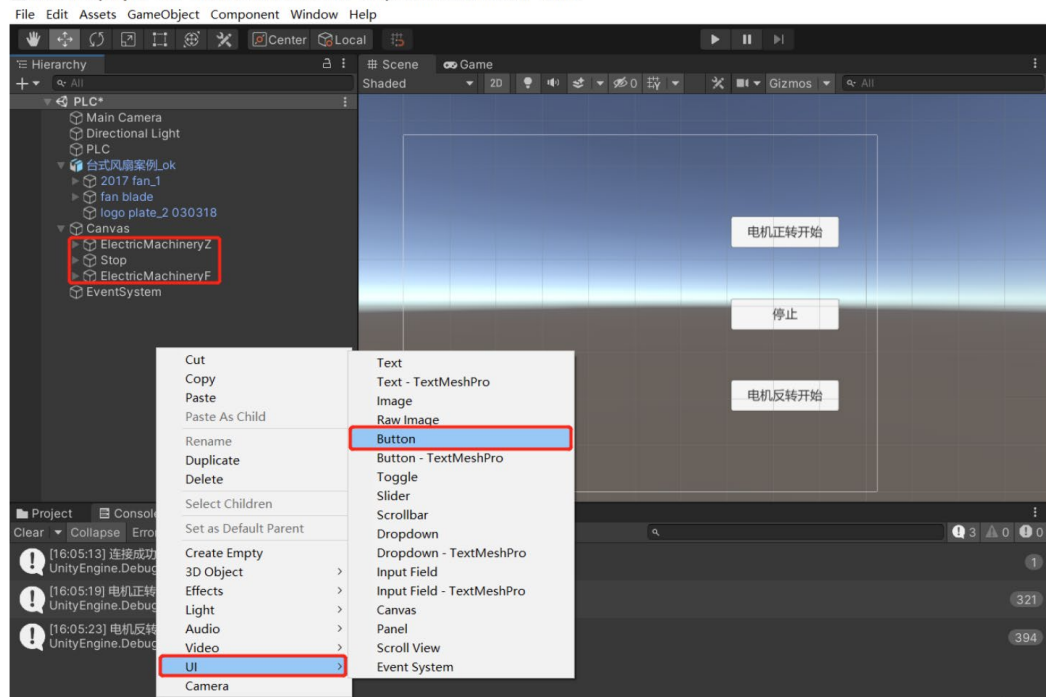 File Edit Assets GameObject Component Window Help
Center Local
Hierarchy
All
PLC*
Main Camera
Directional Light
PLC
台式风扇案例_ok
2017 fan_1
fan blade
logo plate_2 030318
Canvas
ElectricMachineryZ
Stop
ElectricMachineryF
EventSystem
Scene Game
Shaded 2D 0 Gizmos All
电机正转开始
停止
电机反转开始
Cut
Copy
Paste
Paste As Child
Rename
Duplicate
Delete
Select Children
Set as Default Parent
Create Empty
3D Object >
Effects >
Light >
Audio >
Video >
UI >
Camera
Text
Text - TextMeshPro
Image
Raw Image
Button
Button - TextMeshPro
Toggle
Slider
Scrollbar
Dropdown
Dropdown - TextMeshPro
Input Field
Input Field - TextMeshPro
Canvas
Panel
Scroll View
Event System
Project Console
Clear Collapse Erro
3 0 0
[16:05:13] 连接成功
UnityEngine.Debug
1
[16:05:19] 电机正转
UnityEngine.Debug
321
[16:05:23] 电机反转
UnityEngine.Debug
394